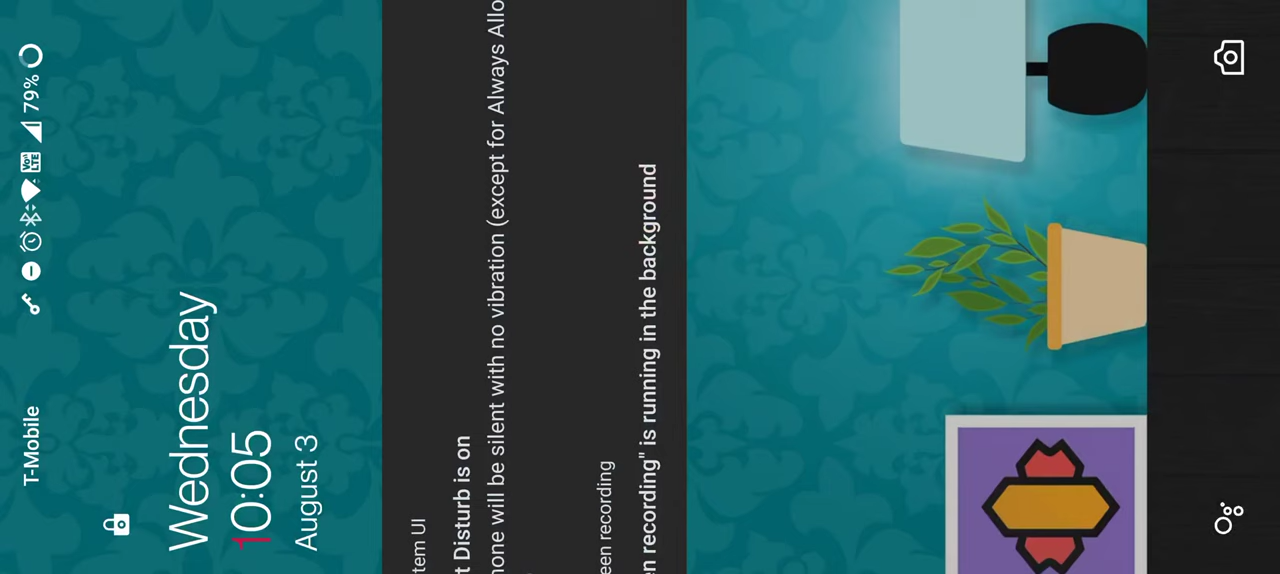 T-Mobile 79%
Wednesday
10:05
August 3
tem UI
t Disturb is on
hone will be silent with no vibration (except for Always Allo
een recording
en recording" is running in the background